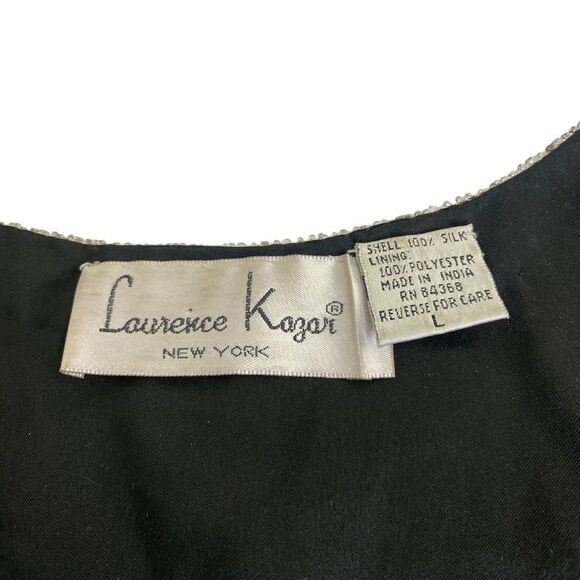 Laurence Kazar®
NEW YORK
SHELL: 100% SILK
LINING:
100% POLYESTER
MADE IN INDIA
RN 84368
REVERSE FOR CARE
L